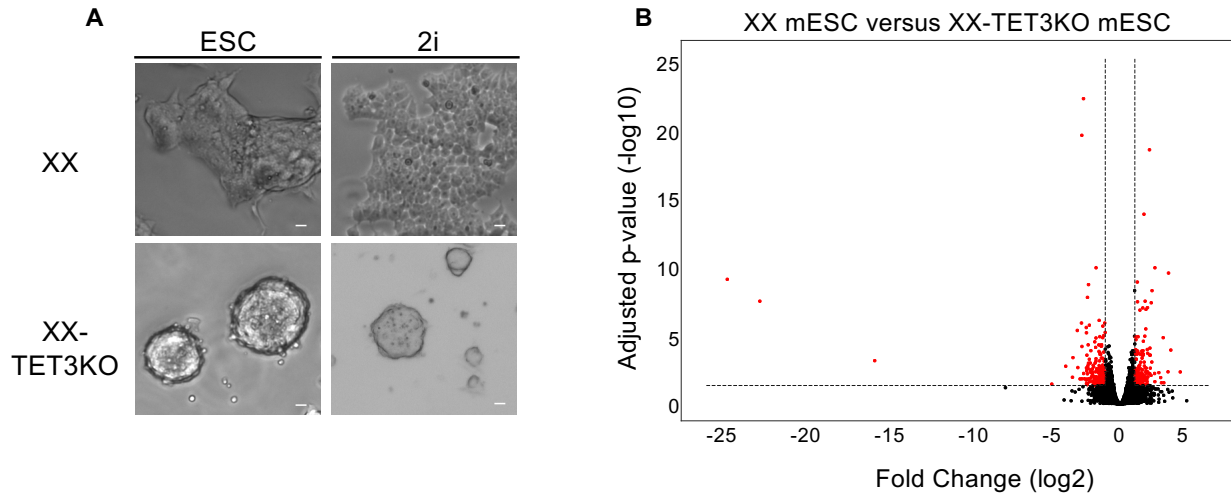 A
ESC
2i
XX
XX-
TET3KO
B
XX mESC versus XX-TET3KO mESC
Adjusted p-value (-log10)
25
20
15
10
5
0
-25
-20
-15
-10
-5
0
5
Fold Change (log2)